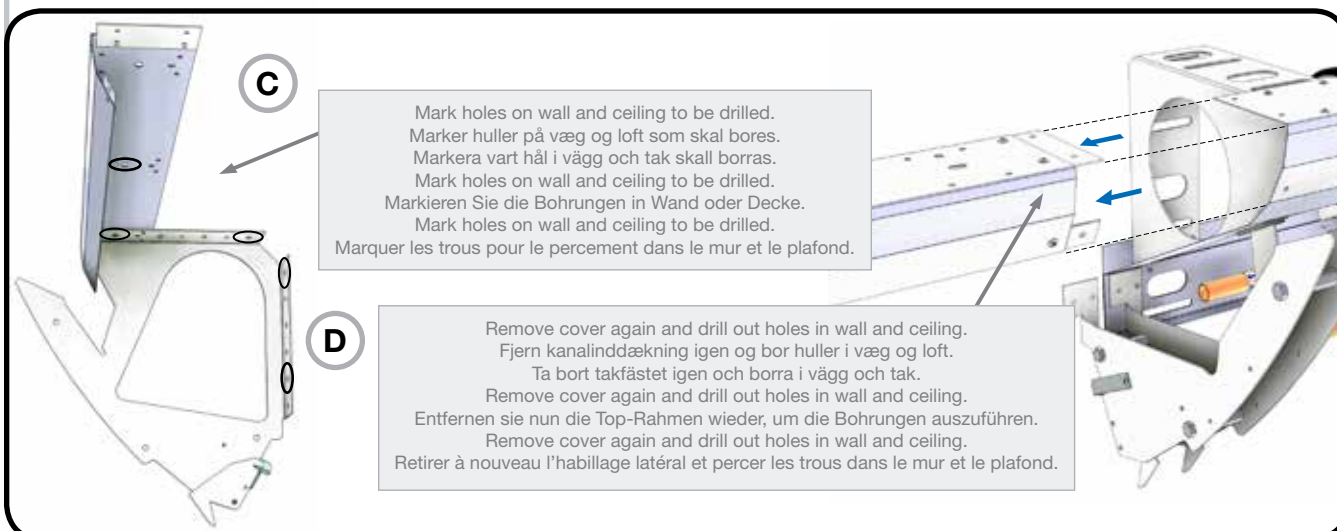 C
Mark holes on wall and ceiling to be drilled.
Marker huller på væg og loft som skal bores.
Markera vart hål i vägg och tak skall borras.
Mark holes on wall and ceiling to be drilled.
Markieren Sie die Bohrungen in Wand oder Decke.
Mark holes on wall and ceiling to be drilled.
Marquer les trous pour le percement dans le mur et le plafond.
D
Remove cover again and drill out holes in wall and ceiling.
Fjern kanalinddækning igen og bor huller i væg og loft.
Ta bort takfästet igen och borra i vägg och tak.
Remove cover again and drill out holes in wall and ceiling.
Entfernen sie nun die Top-Rahmen wieder, um die Bohrungen auszuführen.
Remove cover again and drill out holes in wall and ceiling.
Retirer à nouveau l’habillage latéral et percer les trous dans le mur et le plafond.